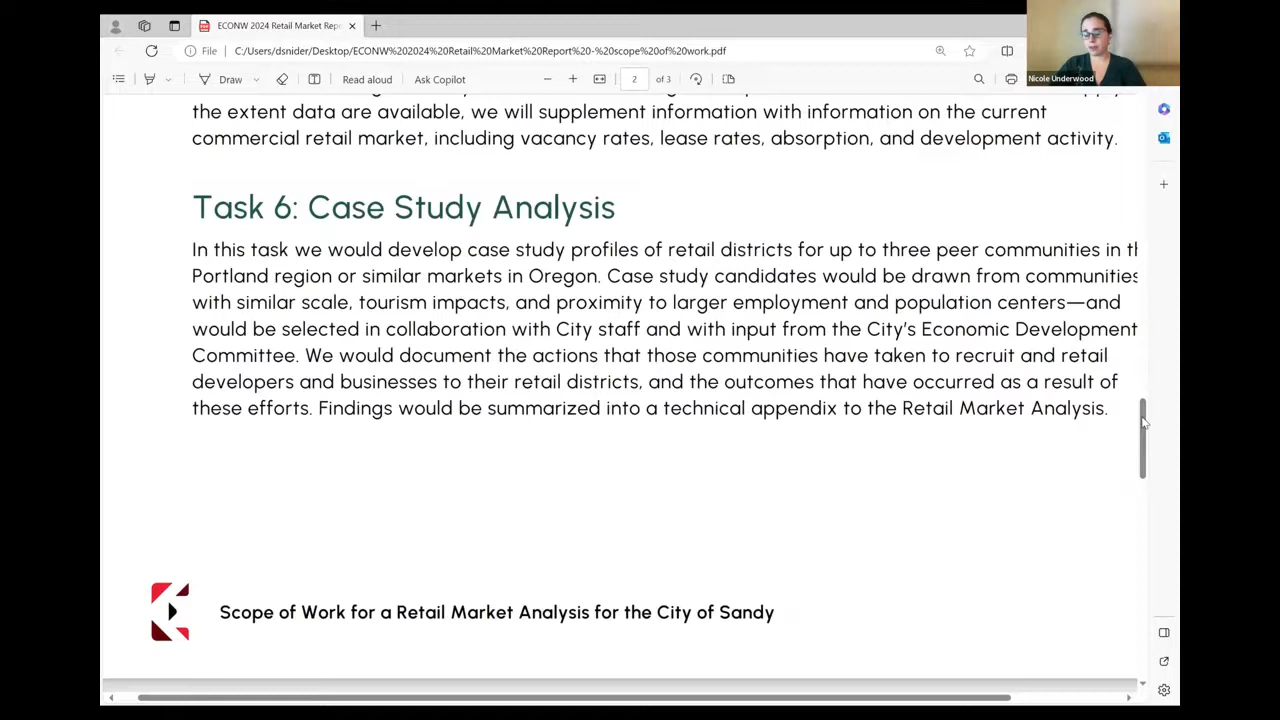 ECONW 2024 Retail Market Repo
File
C:/Users/dsnider/Desktop/ECONW%202024%20Retail%20Market%20Report%20-%20scope%20of%20work.pdf
Draw
Read aloud
Ask Copilot
2
of 3
Nicole Underwood
the extent data are available, we will supplement information with information on the current
commercial retail market, including vacancy rates, lease rates, absorption, and development activity.
Task 6: Case Study Analysis
In this task we would develop case study profiles of retail districts for up to three peer communities in th
Portland region or similar markets in Oregon. Case study candidates would be drawn from communities
with similar scale, tourism impacts, and proximity to larger employment and population centers—and
would be selected in collaboration with City staff and with input from the City's Economic Development
Committee. We would document the actions that those communities have taken to recruit and retail
developers and businesses to their retail districts, and the outcomes that have occurred as a result of
these efforts. Findings would be summarized into a technical appendix to the Retail Market Analysis.
Scope of Work for a Retail Market Analysis for the City of Sandy